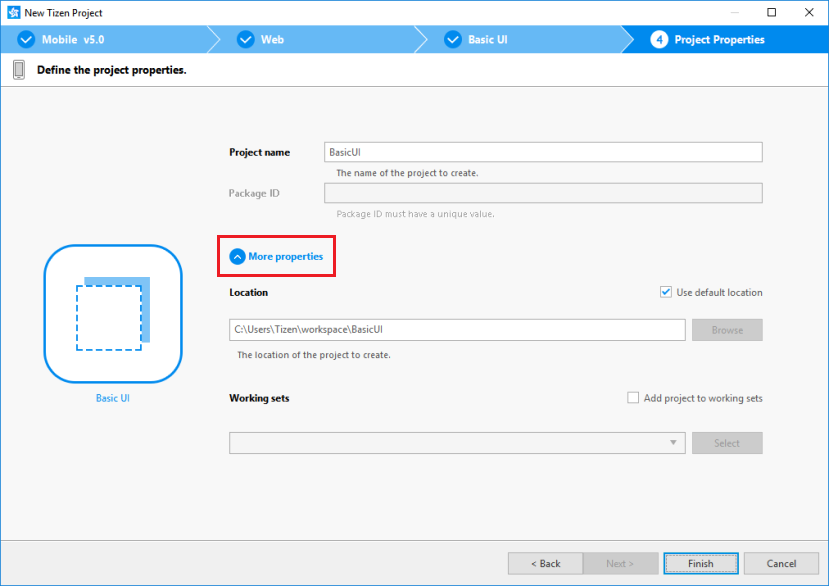 New Tizen Project
Mobile v5.0
Web
Basic UI
4 Project Properties
Define the project properties.
Project name
BasicUI
The name of the project to create.
Package ID
Package ID must have a unique value.
More properties
Location
Use default location
C:\Users\Tizen\workspace\BasicUI
Browse
The location of the project to create.
Basic UI
Working sets
Add project to working sets
Select
< Back
Next >
Finish
Cancel